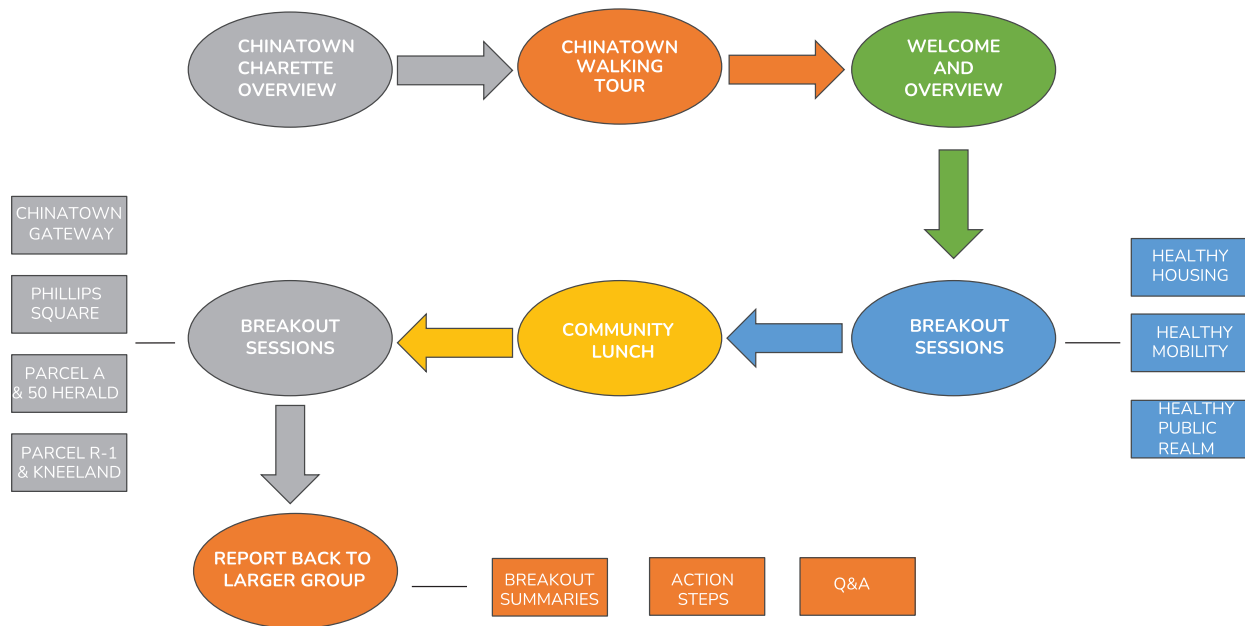 CHINATOWN
CHARETTE
OVERVIEW
CHINATOWN
WALKING
TOUR
WELCOME
AND
OVERVIEW
CHINATOWN
GATEWAY
PHILLIPS
SQUARE
PARCEL A
& 50 HERALD
PARCEL R-1
& KNEELAND
BREAKOUT
SESSIONS
COMMUNITY
LUNCH
BREAKOUT
SESSIONS
HEALTHY
HOUSING
HEALTHY
MOBILITY
HEALTHY
PUBLIC
REALM
REPORT BACK TO
LARGER GROUP
BREAKOUT
SUMMARIES
ACTION
STEPS
Q&A